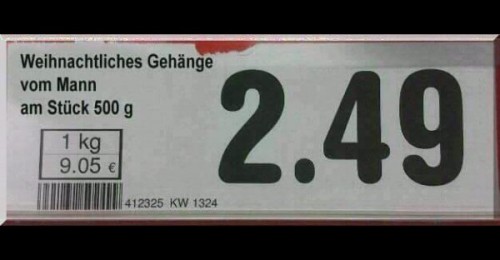 Weihnachtliches Gehänge
vom Mann
am Stück 500 g
2.49
1 kg
9.05 €
412325 KW 1324